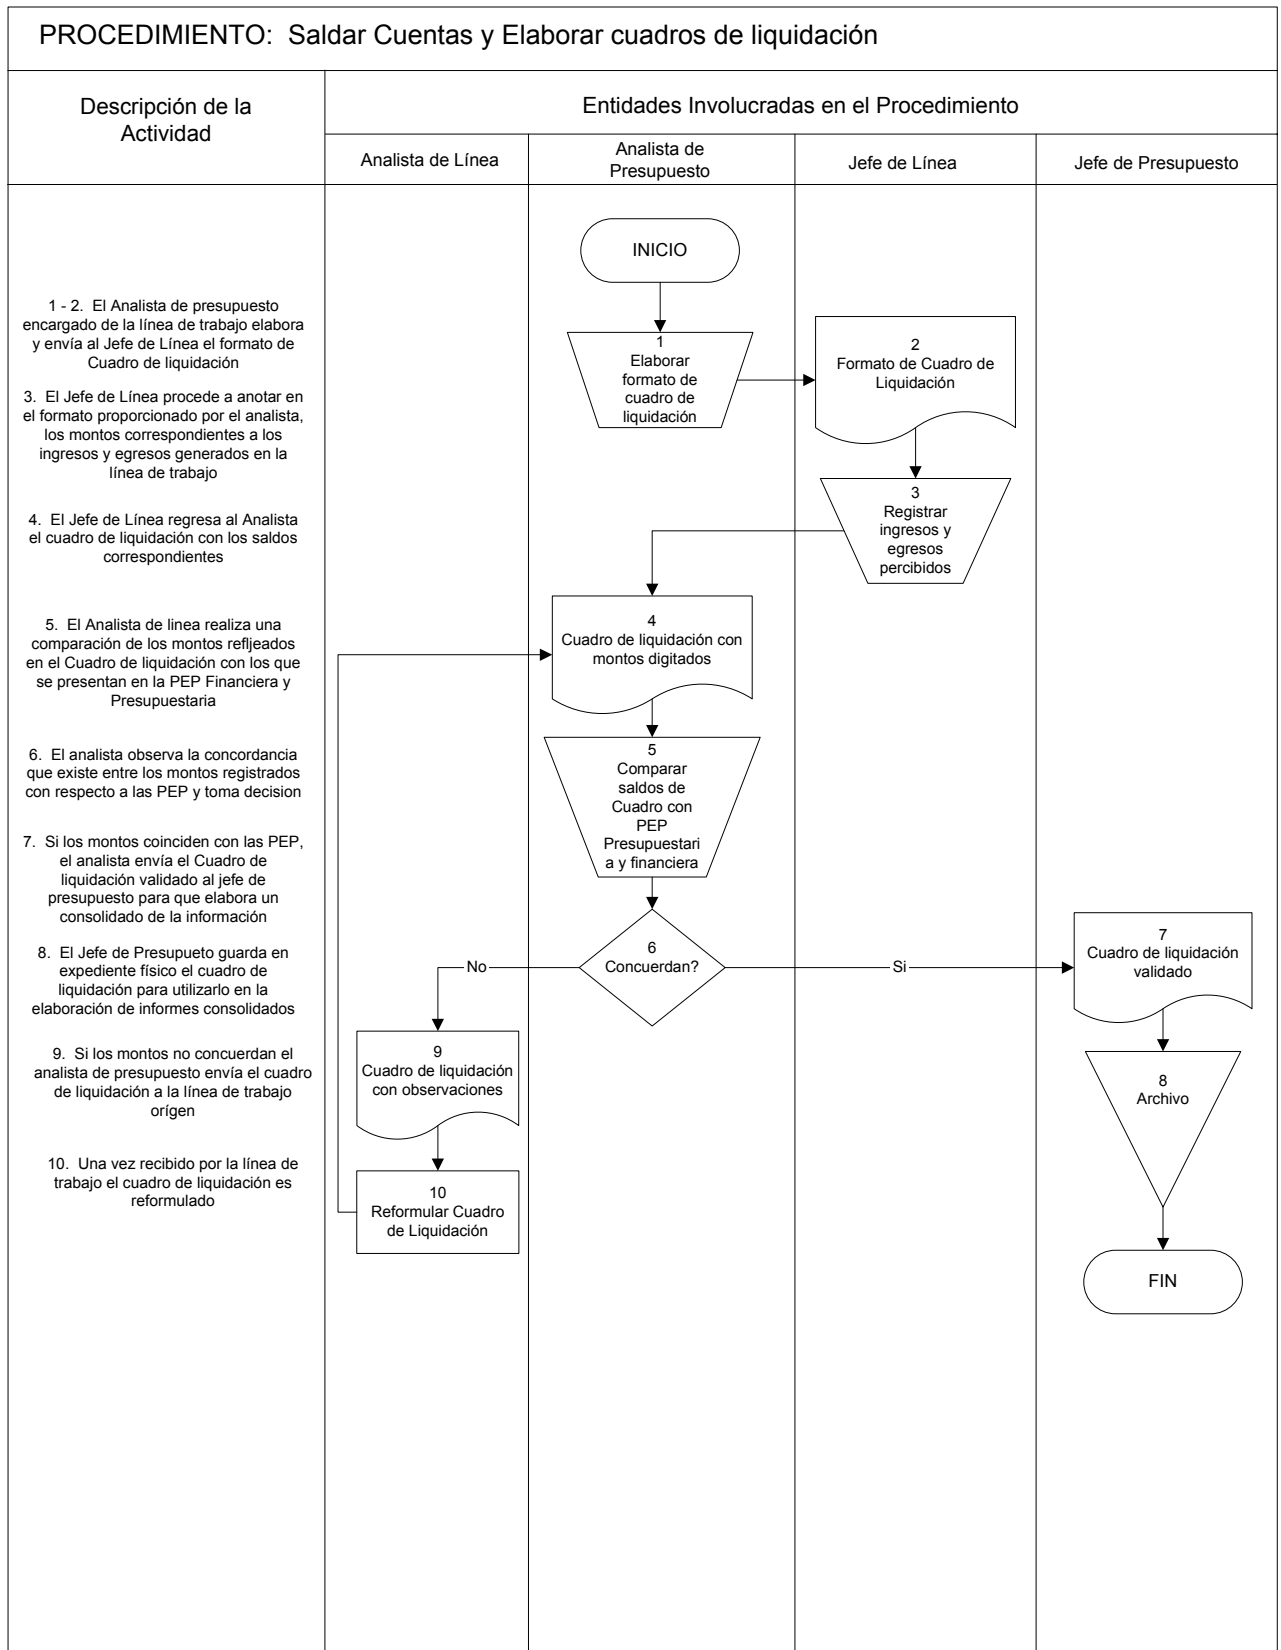 PROCEDIMIENTO:  Saldar Cuentas y Elaborar cuadros de liquidación
Descripción de la
Actividad
Entidades Involucradas en el Procedimiento
Analista de Línea
Analista de
Presupuesto
Jefe de Línea
Jefe de Presupuesto
1 - 2.  El Analista de presupuesto
encargado de la línea de trabajo elabora
y envía al Jefe de Línea el formato de
Cuadro de liquidación
3.  El Jefe de Línea procede a anotar en
el formato proporcionado por el analista,
los montos correspondientes a los
ingresos y egresos generados en la
línea de trabajo
4.  El Jefe de Línea regresa al Analista
el cuadro de liquidación con los saldos
correspondientes
5.  El Analista de linea realiza una
comparación de los montos refljeados
en el Cuadro de liquidación con los que
se presentan en la PEP Financiera y
Presupuestaria
6.  El analista observa la concordancia
que existe entre los montos registrados
con respecto a las PEP y toma decision
7.  Si los montos coinciden con las PEP,
el analista envía el Cuadro de
liquidación validado al jefe de
presupuesto para que elabora un
consolidado de la información
8.  El Jefe de Presupueto guarda en
expediente físico el cuadro de
liquidación para utilizarlo en la
elaboración de informes consolidados
9.  Si los montos no concuerdan el
analista de presupuesto envía el cuadro
de liquidación a la línea de trabajo
orígen
10.  Una vez recibido por la línea de
trabajo el cuadro de liquidación es
reformulado
INICIO
1
Elaborar
formato de
cuadro de
liquidación
2
Formato de Cuadro de
Liquidación
3
Registrar
ingresos y
egresos
percibidos
4
Cuadro de liquidación con
montos digitados
5
Comparar
saldos de
Cuadro con
PEP
Presupuestari
a y financiera
6
Concuerdan?
No
Si
7
Cuadro de liquidación
validado
8
Archivo
9
Cuadro de liquidación
con observaciones
10
Reformular Cuadro
de Liquidación
FIN